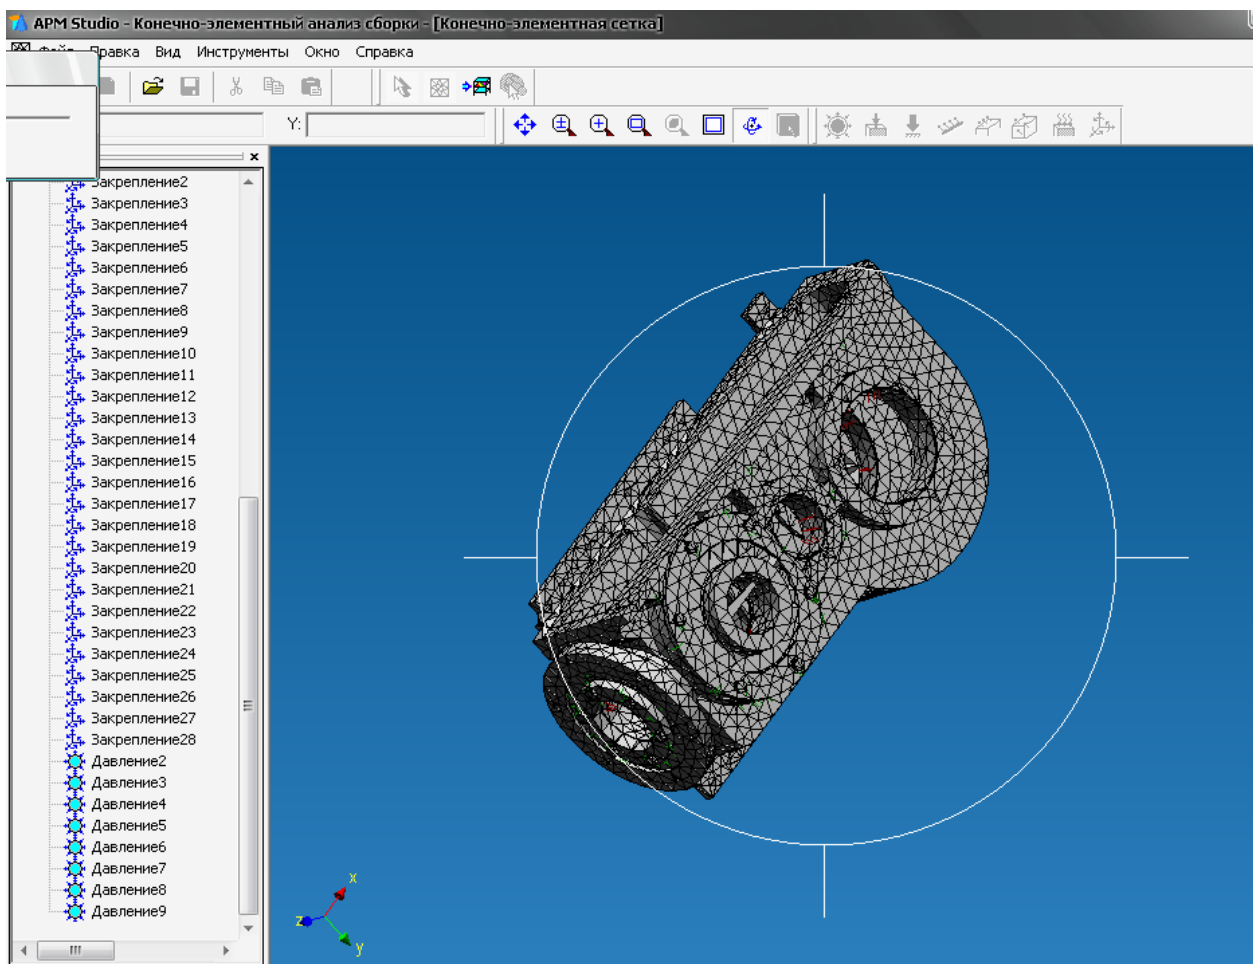 APM Studio - Конечно-элементный анализ сборки - [Конечно-элементная сетка]
Файл Правка Вид Инструменты Окно Справка
Y:
Закрепление2
Закрепление3
Закрепление4
Закрепление5
Закрепление6
Закрепление7
Закрепление8
Закрепление9
Закрепление10
Закрепление11
Закрепление12
Закрепление13
Закрепление14
Закрепление15
Закрепление16
Закрепление17
Закрепление18
Закрепление19
Закрепление20
Закрепление21
Закрепление22
Закрепление23
Закрепление24
Закрепление25
Закрепление26
Закрепление27
Закрепление28
Давление2
Давление3
Давление4
Давление5
Давление6
Давление7
Давление8
Давление9
x
z
y